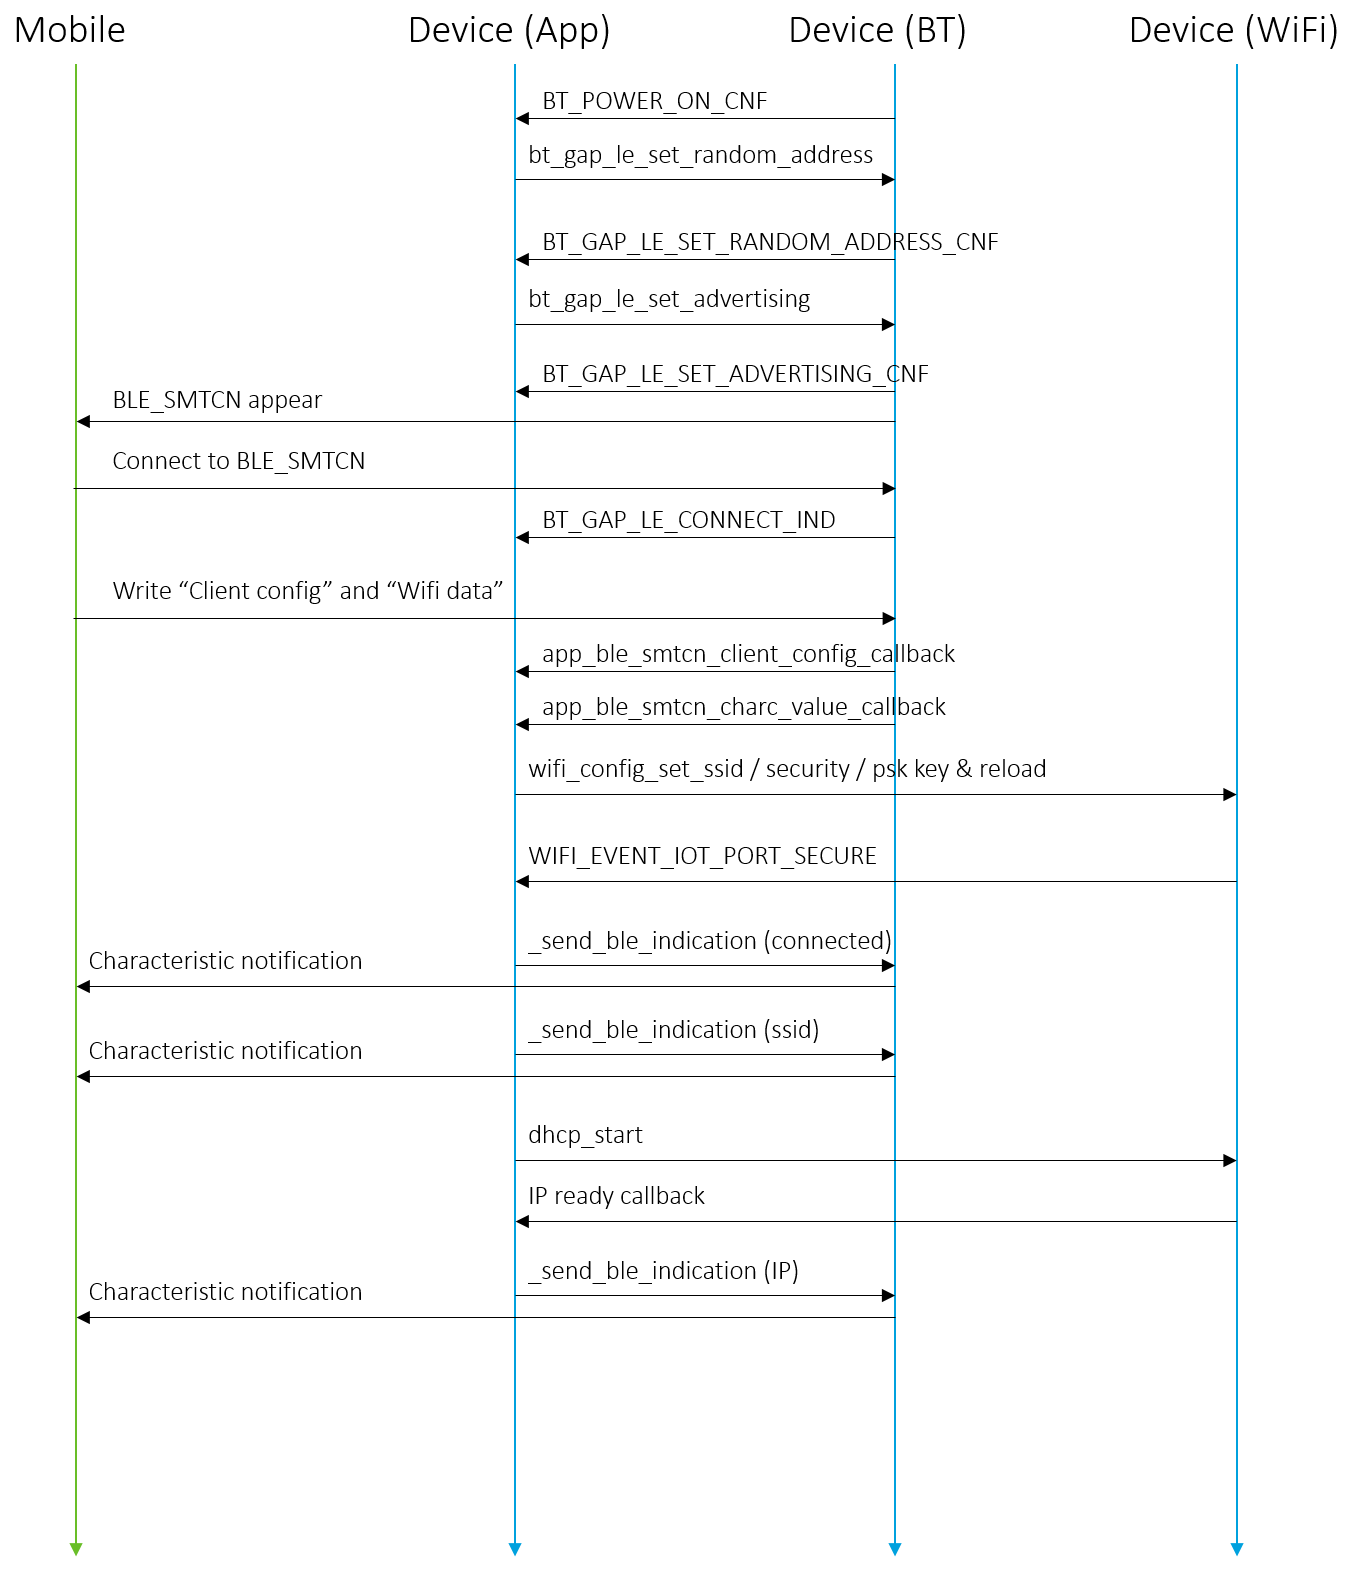 Mobile
Device (App)
Device (BT)
Device (WiFi)
BT_POWER_ON_CNF
bt_gap_le_set_random_address
BT_GAP_LE_SET_RANDOM_ADDRESS_CNF
bt_gap_le_set_advertising
BT_GAP_LE_SET_ADVERTISING_CNF
BLE_SMTCN appear
Connect to BLE_SMTCN
BT_GAP_LE_CONNECT_IND
Write “Client config” and “Wifi data”
app_ble_smtcn_client_config_callback
app_ble_smtcn_charc_value_callback
wifi_config_set_ssid / security / psk key & reload
WIFI_EVENT_IOT_PORT_SECURE
_send_ble_indication (connected)
Characteristic notification
_send_ble_indication (ssid)
Characteristic notification
dhcp_start
IP ready callback
_send_ble_indication (IP)
Characteristic notification